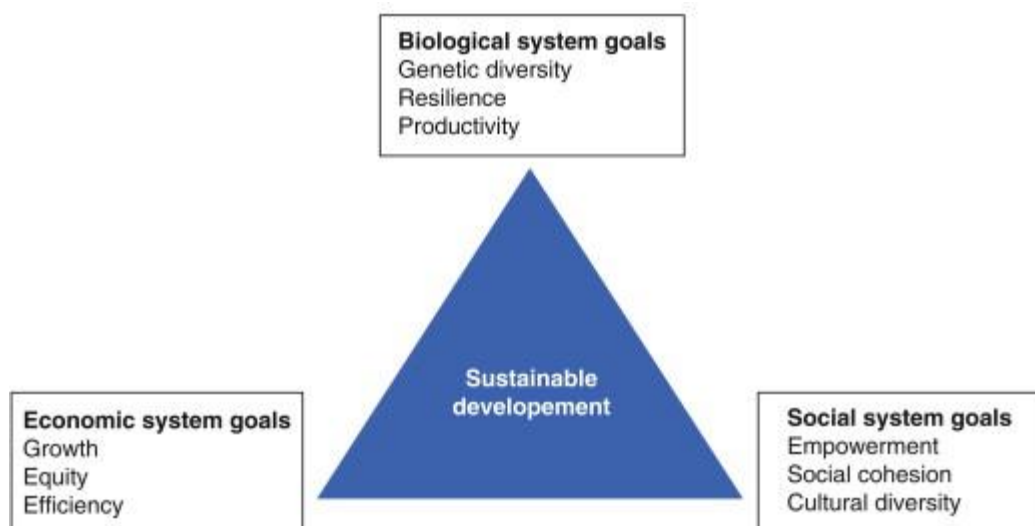 Biological system goals
Genetic diversity
Resilience
Productivity
Sustainable
developement
Economic system goals
Growth
Equity
Efficiency
Social system goals
Empowerment
Social cohesion
Cultural diversity